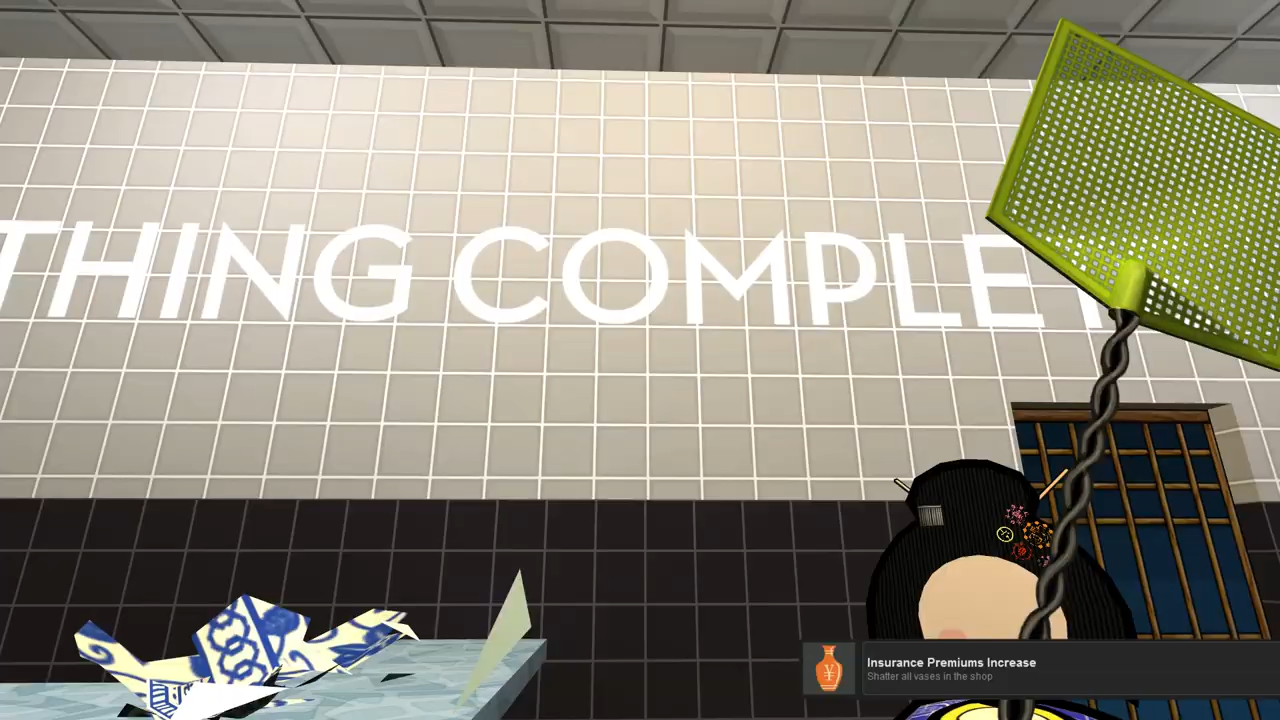 THING COMPLE
Insurance Premiums Increase
Shatter all vases in the shop
¥